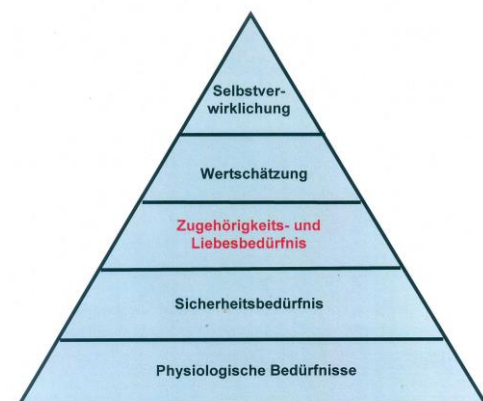 Selbstver-
wirklichung
Wertschätzung
Zugehörigkeits- und
Liebesbedürfnis
Sicherheitsbedürfnis
Physiologische Bedürfnisse